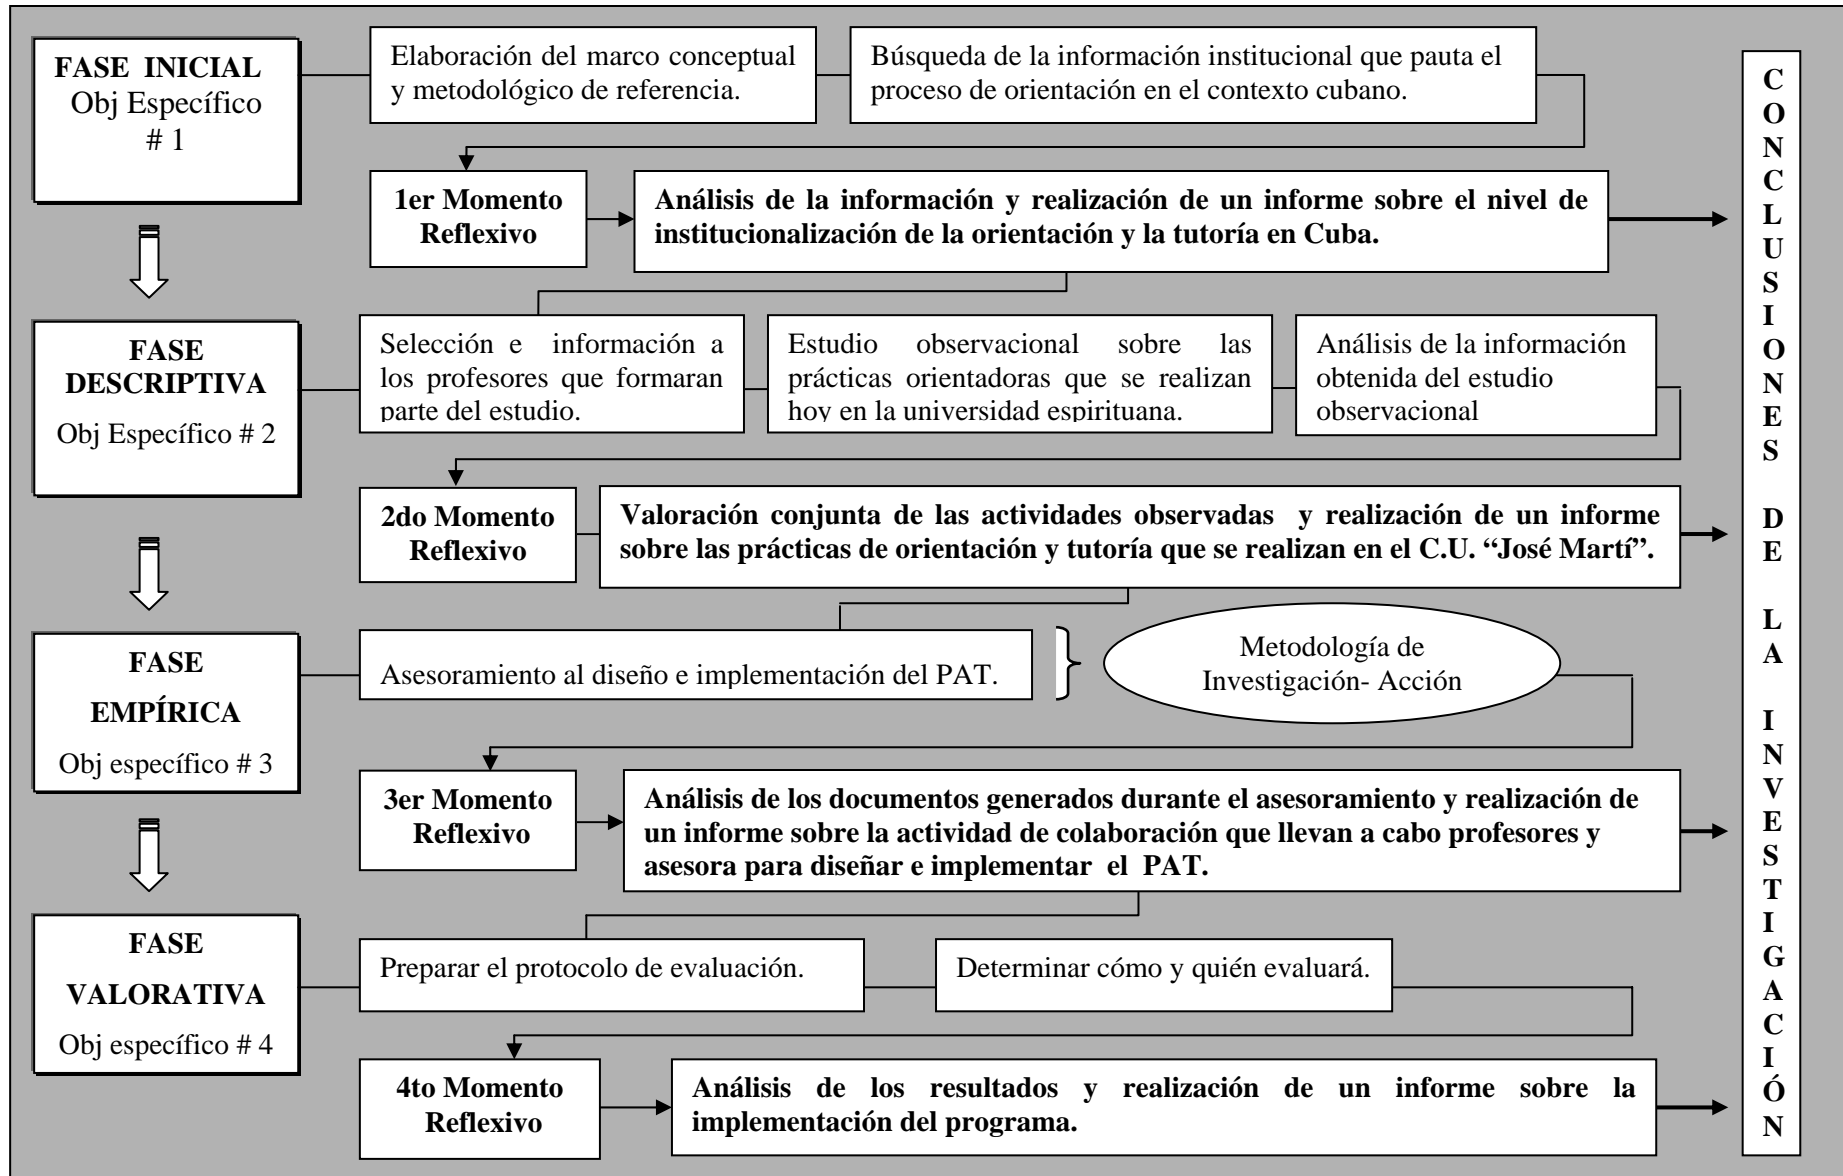 FASE INICIAL
Obj Específico
# 1
Elaboración del marco conceptual
y metodológico de referencia.
Búsqueda de la información institucional que pauta el
proceso de orientación en el contexto cubano.
1er Momento
Reflexivo
Análisis de la información y realización de un informe sobre el nivel de
institucionalización de la orientación y la tutoría en Cuba.
FASE
DESCRIPTIVA
Obj Específico # 2
Selección e información a
los profesores que formaran
parte del estudio.
Estudio observacional sobre las
prácticas orientadoras que se realizan
hoy en la universidad espirituana.
Análisis de la información
obtenida del estudio
observacional
2do Momento
Reflexivo
Valoración conjunta de las actividades observadas y realización de un informe
sobre las prácticas de orientación y tutoría que se realizan en el C.U. “José Martí”.
FASE
EMPÍRICA
Obj específico # 3
Asesoramiento al diseño e implementación del PAT.
Metodología de
Investigación- Acción
3er Momento
Reflexivo
Análisis de los documentos generados durante el asesoramiento y realización de
un informe sobre la actividad de colaboración que llevan a cabo profesores y
asesora para diseñar e implementar el PAT.
FASE
VALORATIVA
Obj específico # 4
Preparar el protocolo de evaluación.
Determinar cómo y quién evaluará.
4to Momento
Reflexivo
Análisis de los resultados y realización de un informe sobre la
implementación del programa.
CONCLUSIONES DE LA INVESTIGACIÓN